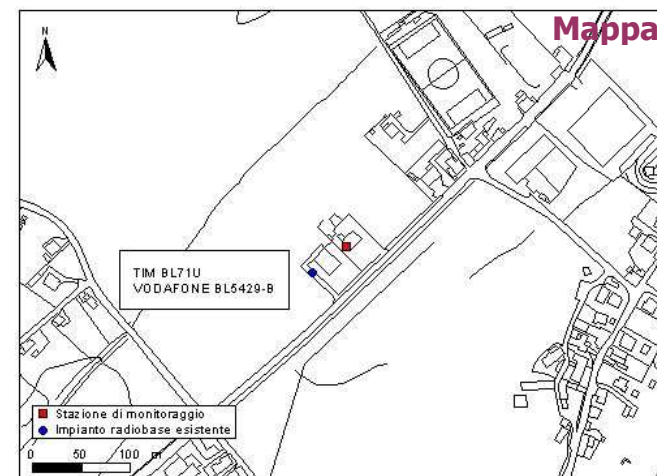 Mappa
N
TIM BL71U
VODAFONE BL5429-B
Stazione di monitoraggio
Impianto radiobase esistente
0 50 100 m